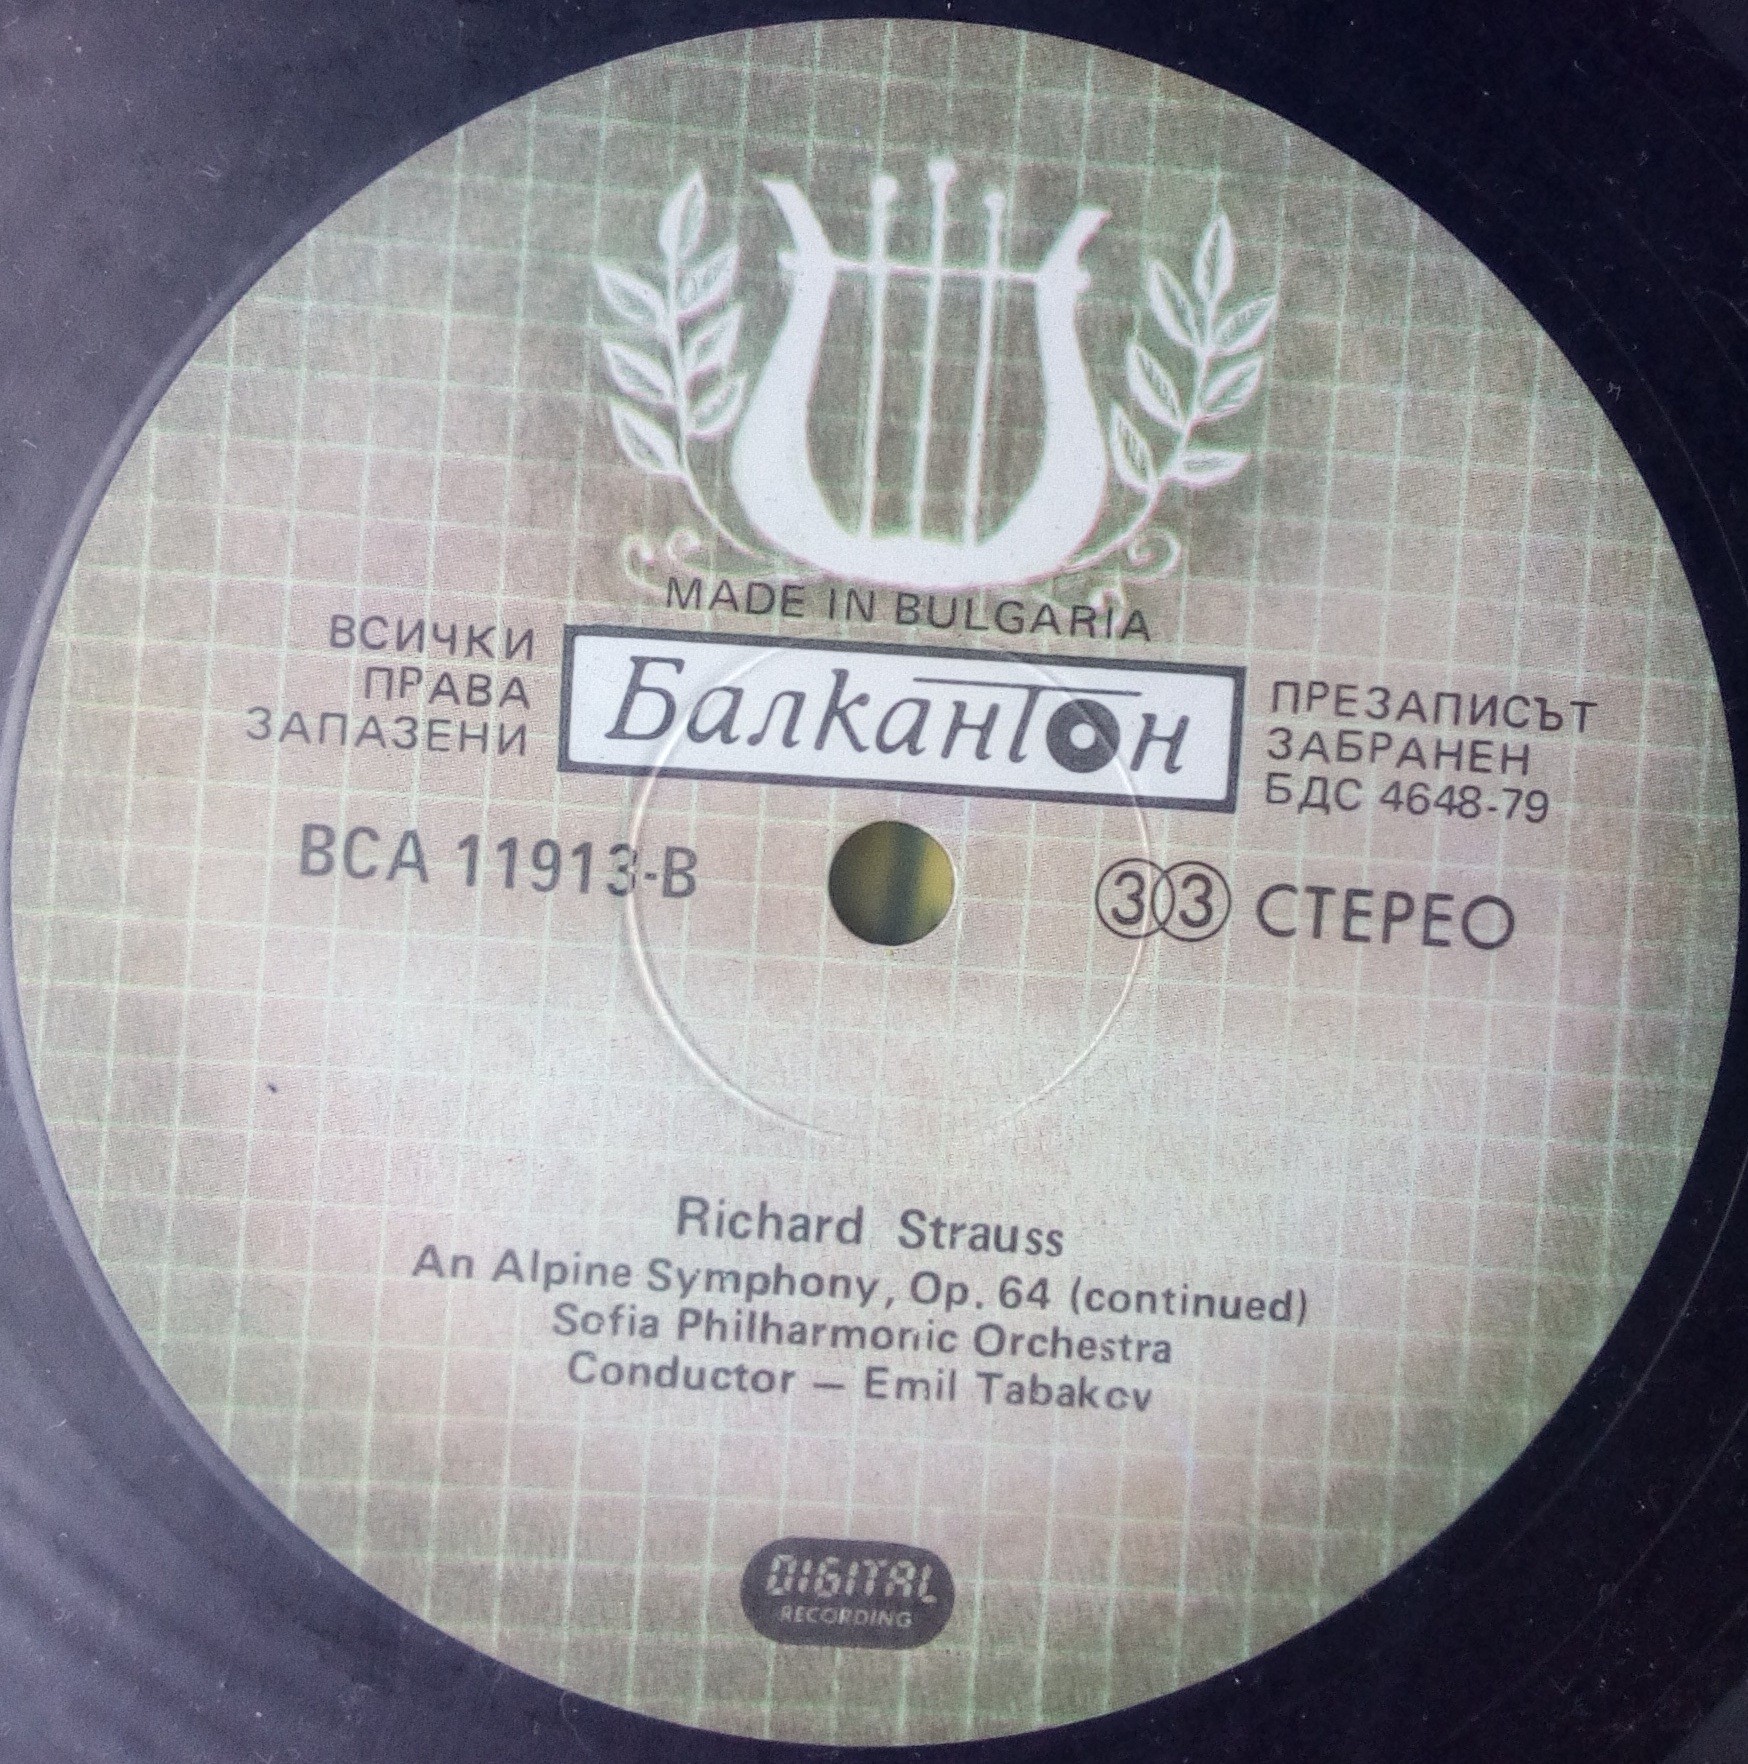 MADE IN BULGARIA
ВСИЧКИ
ПРАВА
ЗАПАЗЕНИ
Балкантон
ПРЕЗАПИСЪТ
ЗАБРАНЕН
БДС 4648-79
ВСА 11913-В
33 СТЕРЕО
Richard Strauss
An Alpine Symphony, Op. 64 (continued)
Sofia Philharmonic Orchestra
Conductor — Emil Tabakov
DIGITAL
RECORDING